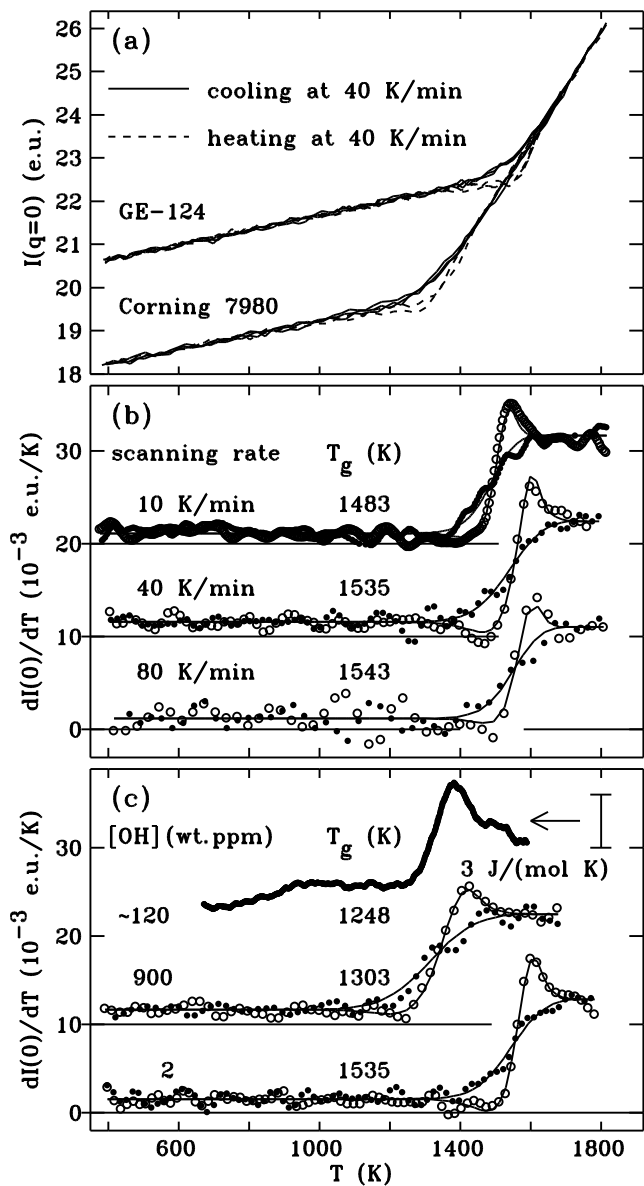 (a)
26
25
24
23
22
21
20
19
18
I(q=0) (e.u.)
cooling at 40 K/min
heating at 40 K/min
GE-124
Corning 7980
(b)
30
20
10
0
dI(0)/dT (10⁻³ e.u./K)
scanning rate T_g (K)
10 K/min 1483
40 K/min 1535
80 K/min 1543
(c)
30
20
10
0
dI(0)/dT (10⁻³ e.u./K)
[OH](wt.ppm) T_g (K)
3 J/(mol K)
~120 1248
900 1303
2 1535
600 1000 1400 1800
T (K)